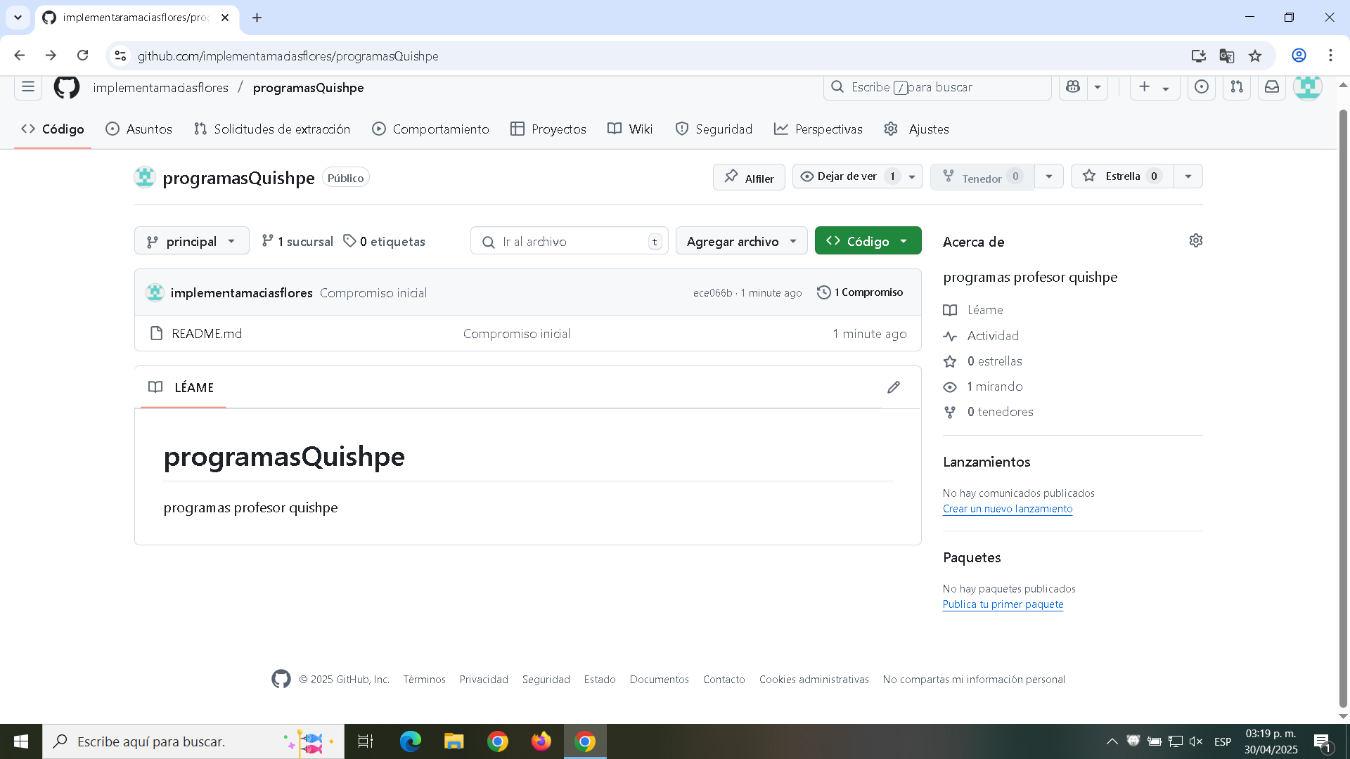 implementaramaciasflores/pro
github.com/implementamaciasflores/programasQuishpe
implementamaciasflores / programasQuishpe
Escribe / para buscar
Código Asuntos Solicitudes de extracción Comportamiento Proyectos Wiki Seguridad Perspectivas Ajustes
programasQuishpe Público
Alfiler Dejar de ver 1 Tenedor 0 Estrella 0
principal 1 sucursal 0 etiquetas Ir al archivo t Agregar archivo Código
Acerca de
programas profesor quishpe
implementamaciasflores Compromiso inicial ece066b · 1 minute ago 1 Compromiso
README.md Compromiso inicial 1 minute ago
LÉAME
programasQuishpe
programas profesor quishpe
Léame
Actividad
0 estrellas
1 mirando
0 tenedores
Lanzamientos
No hay comunicados publicados
Crear un nuevo lanzamiento
Paquetes
No hay paquetes publicados
Publica tu primer paquete
© 2025 GitHub, Inc. Términos Privacidad Seguridad Estado Documentos Contacto Cookies administrativas No compartas mi información personal
Escribe aquí para buscar.
ESP
03:19 p. m.
30/04/2025
1